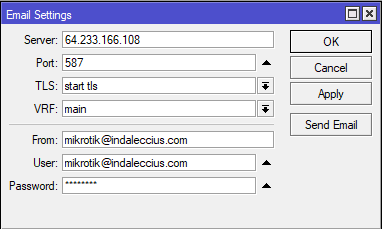 Email Settings
Server: 64.233.166.108
OK
Port: 587
Cancel
TLS: start tls
Apply
VRF: main
Send Email
From: mikrotik@indaleccius.com
User: mikrotik@indaleccius.com
Password: ********